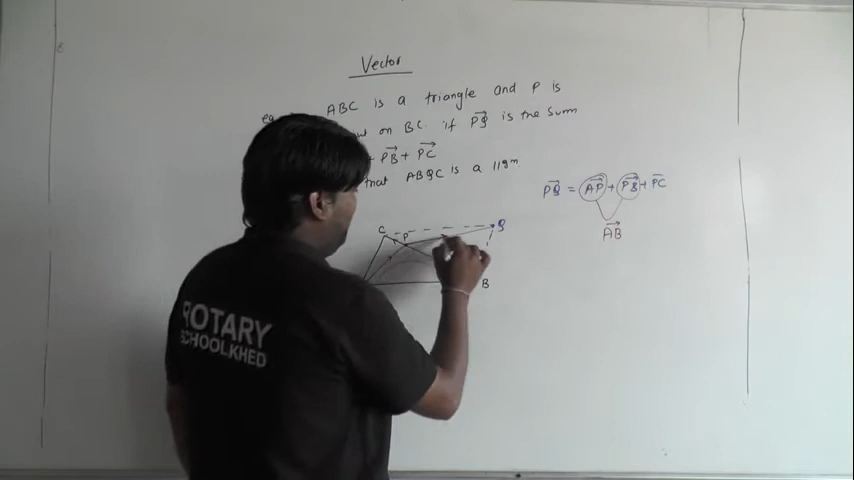 Vector
ABC is a triangle and P is
on BC. if PQ is the sum
+ PB + PC
that ABQC is a ||gm
PQ = AP + PB + PC
AB
C P Q
B
ROTARY
SCHOOLKHED